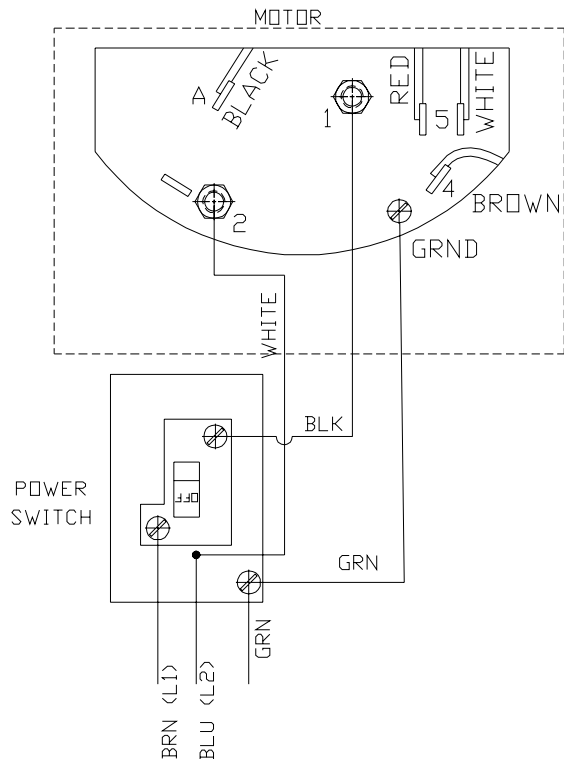 MOTOR
A
BLACK
1
RED
5
WHITE
4
BROWN
2
GRND
WHITE
BLK
POWER
SWITCH
OFF
GRN
GRN
BRN (L1)
BLU (L2)